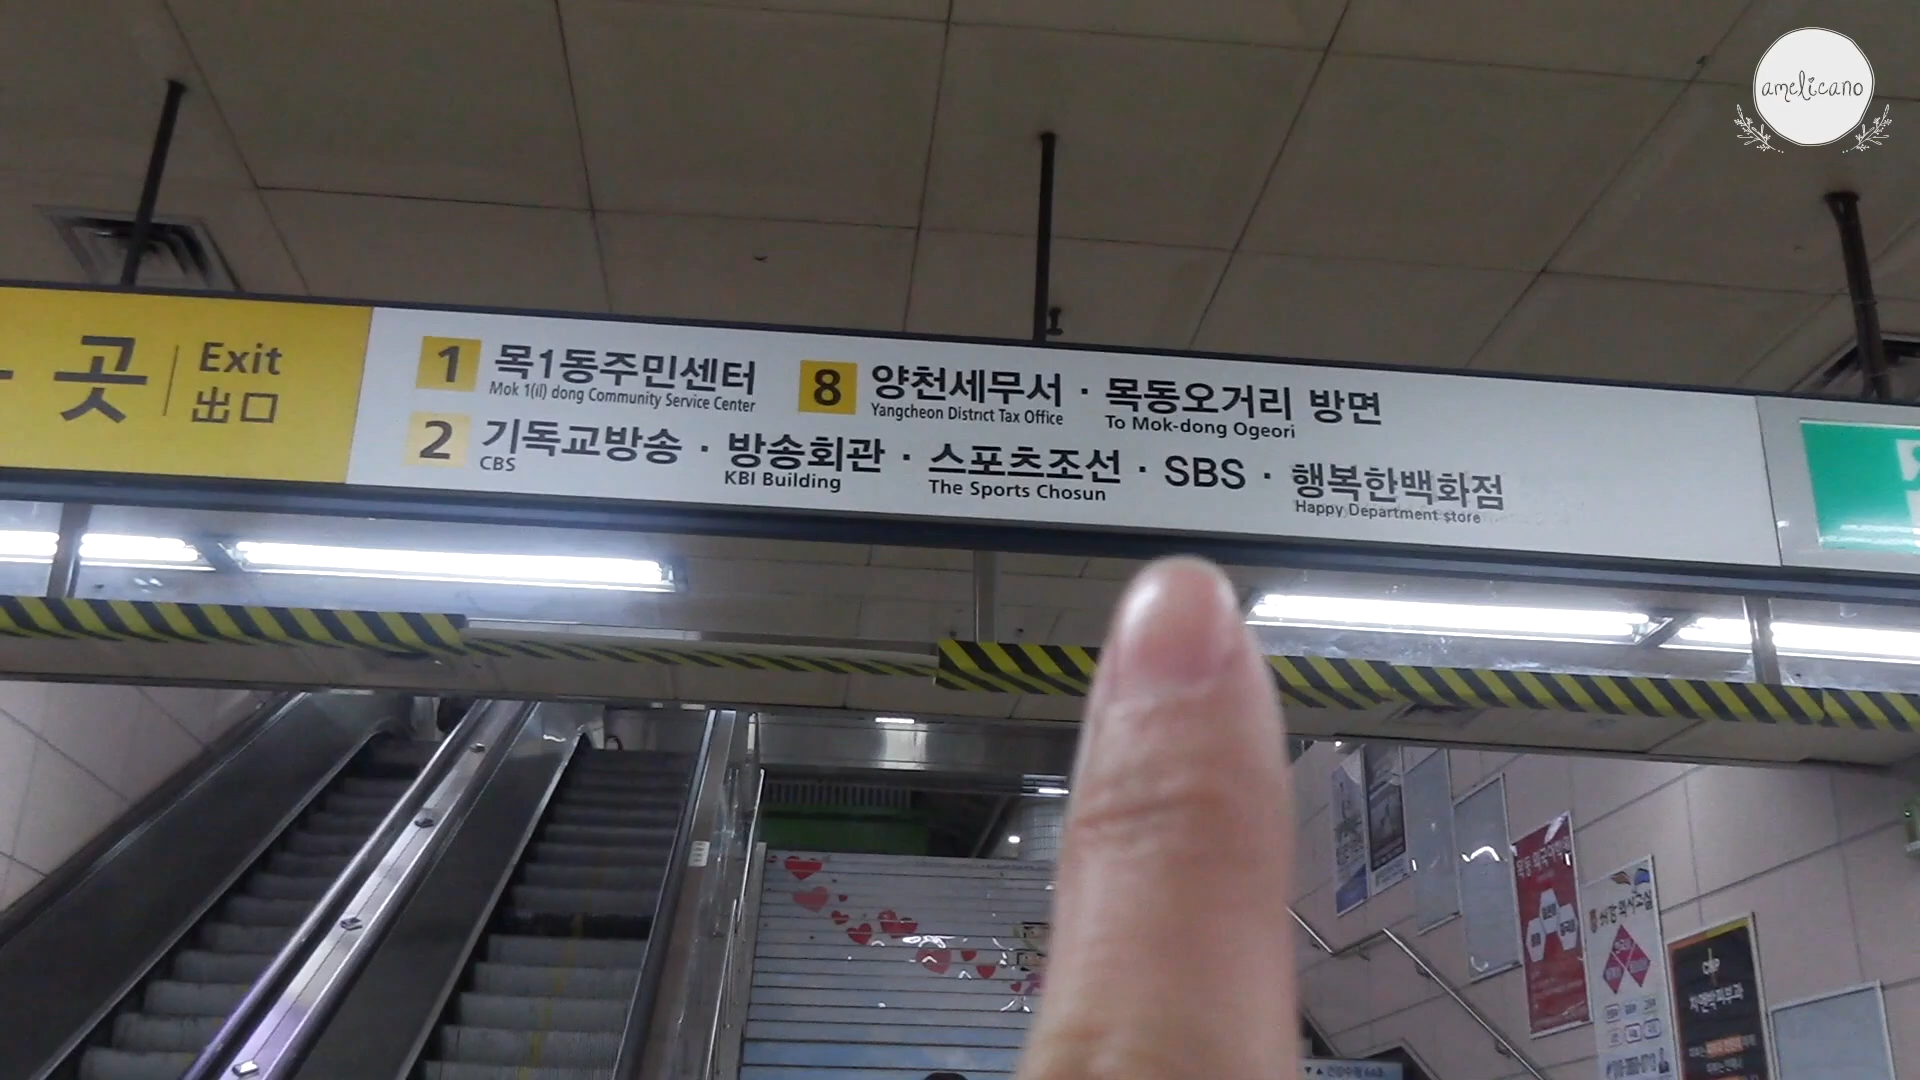 amelicano
곳 Exit
出口
1 목1동주민센터
Mok 1(il) dong Community Service Center
8 양천세무서 · 목동오거리 방면
Yangcheon District Tax Office To Mok-dong Ogeori
2 기독교방송 · 방송회관 · 스포츠조선 · SBS · 행복한백화점
CBS KBI Building The Sports Chosun Happy Department store
CNP